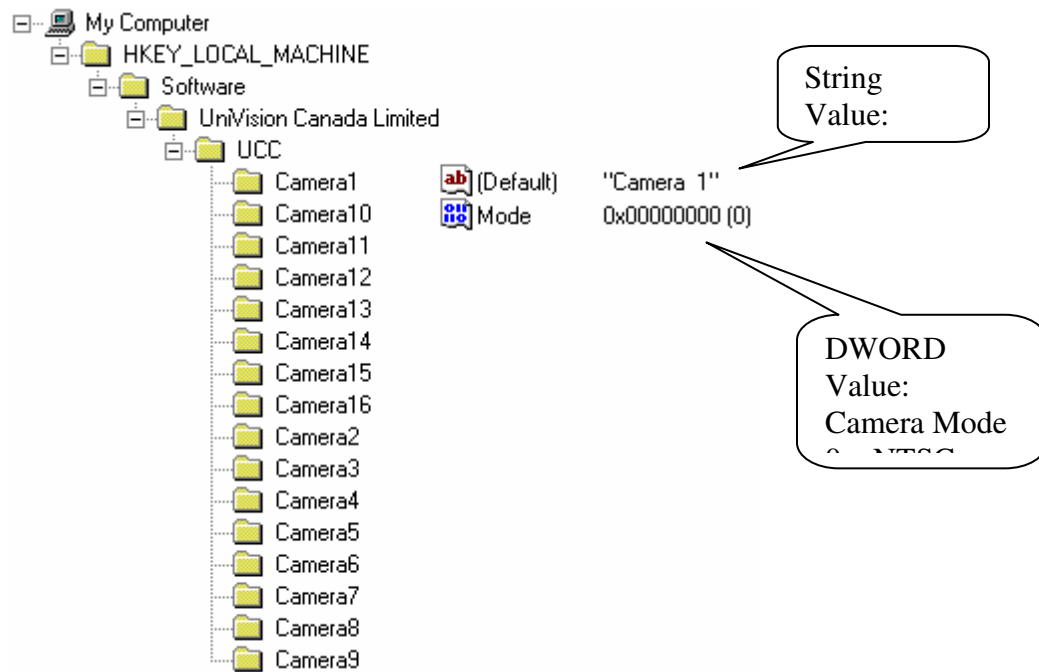 My Computer
HKEY_LOCAL_MACHINE
Software
UniVision Canada Limited
UCC
Camera1 (Default) "Camera 1"
Camera10 Mode 0x00000000 (0)
Camera11
Camera12
Camera13
Camera14
Camera15
Camera16
Camera2
Camera3
Camera4
Camera5
Camera6
Camera7
Camera8
Camera9
String
Value:
DWORD
Value:
Camera Mode